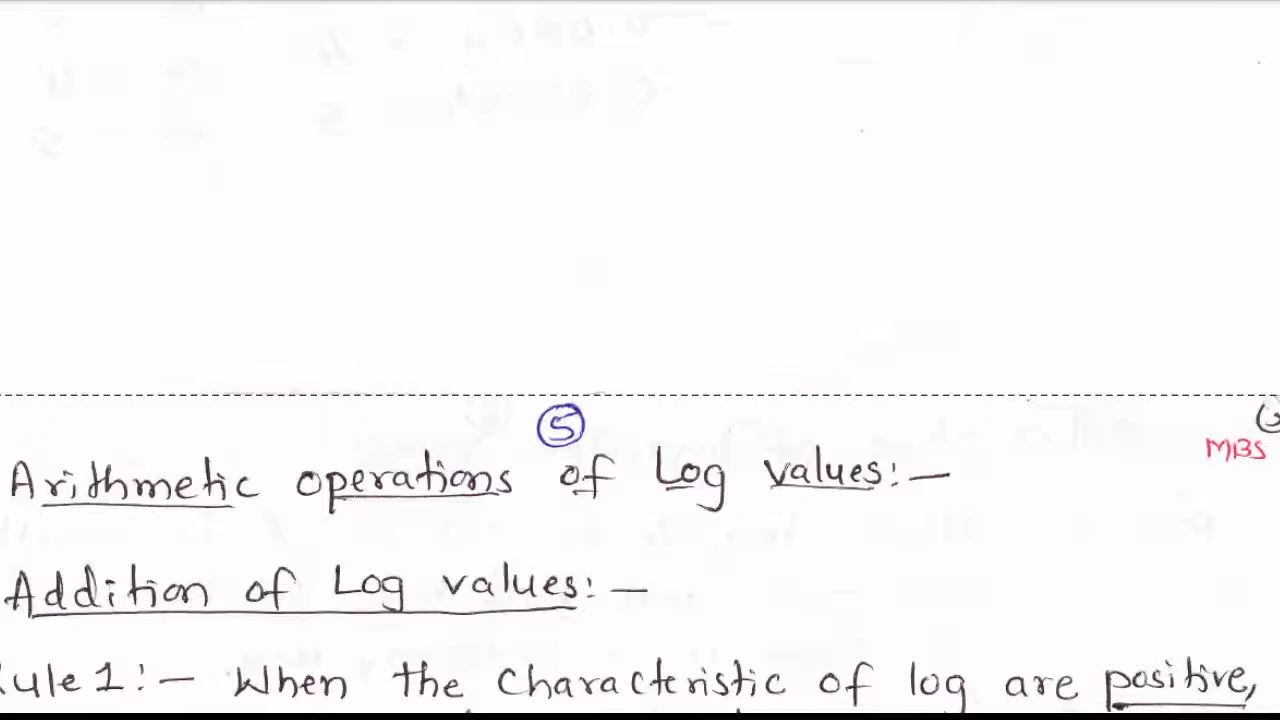 5
MBS
Arithmetic operations of Log values:-
Addition of Log values:-
Rule 1:- When the characteristic of log are positive,